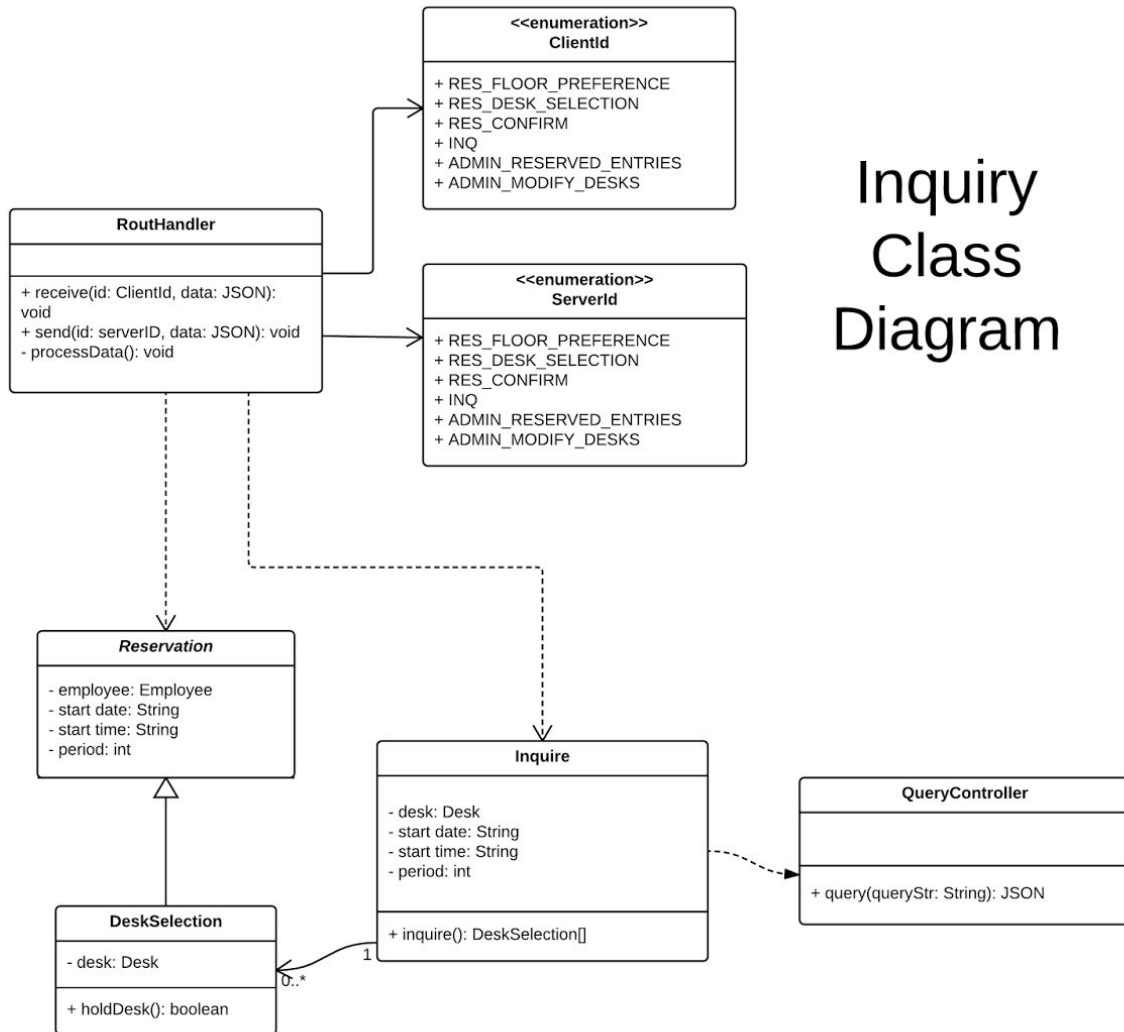 <<enumeration>>
ClientId
+ RES_FLOOR_PREFERENCE
+ RES_DESK_SELECTION
+ RES_CONFIRM
+ INQ
+ ADMIN_RESERVED_ENTRIES
+ ADMIN_MODIFY_DESKS
Inquiry
Class
Diagram
RoutHandler
+ receive(id: ClientId, data: JSON):
void
+ send(id: serverID, data: JSON): void
- processData(): void
<<enumeration>>
ServerId
+ RES_FLOOR_PREFERENCE
+ RES_DESK_SELECTION
+ RES_CONFIRM
+ INQ
+ ADMIN_RESERVED_ENTRIES
+ ADMIN_MODIFY_DESKS
Reservation
- employee: Employee
- start date: String
- start time: String
- period: int
Inquire
- desk: Desk
- start date: String
- start time: String
- period: int
+ inquire(): DeskSelection[]
QueryController
+ query(queryStr: String): JSON
DeskSelection
- desk: Desk
+ holdDesk(): boolean
1
0..*